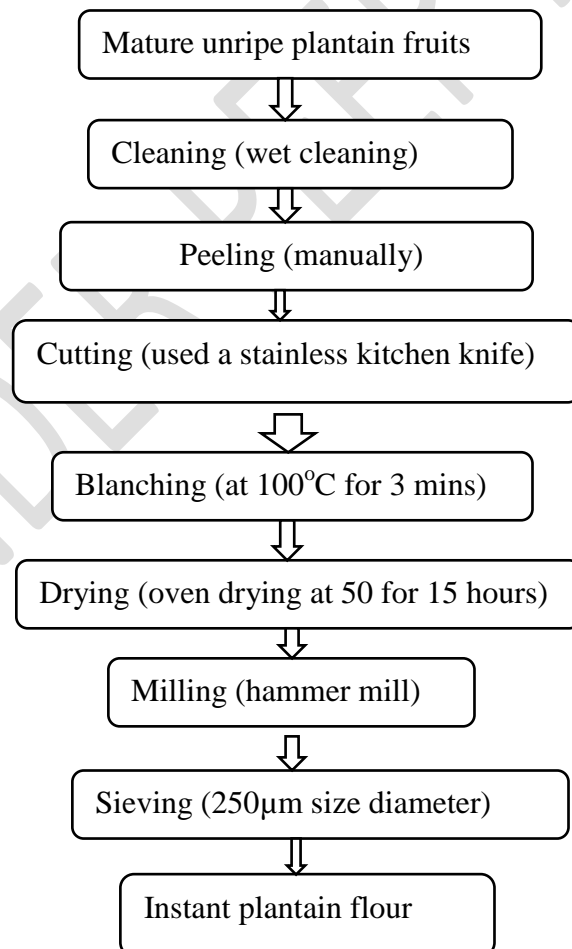 Mature unripe plantain fruits
Cleaning (wet cleaning)
Peeling (manually)
Cutting (used a stainless kitchen knife)
Blanching (at 100°C for 3 mins)
Drying (oven drying at 50 for 15 hours)
Milling (hammer mill)
Sieving (250µm size diameter)
Instant plantain flour